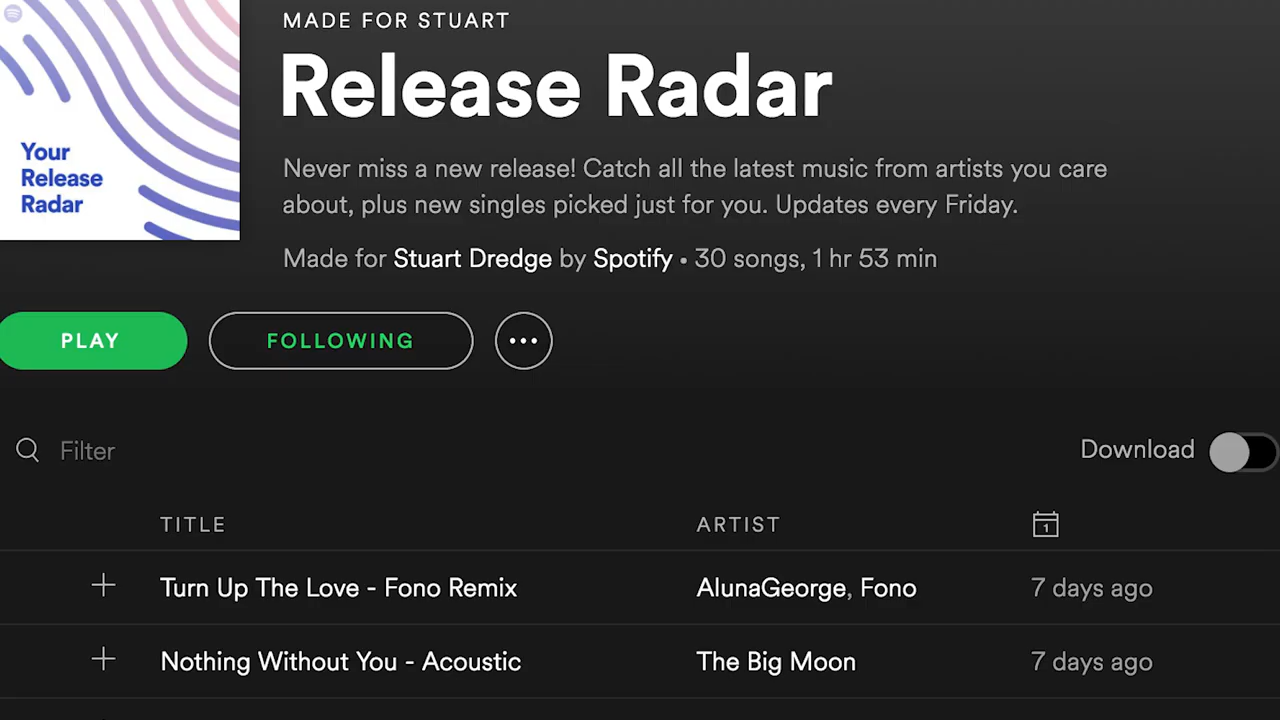 MADE FOR STUART
Release Radar
Your
Release
Radar
Never miss a new release! Catch all the latest music from artists you care
about, plus new singles picked just for you. Updates every Friday.
Made for Stuart Dredge by Spotify • 30 songs, 1 hr 53 min
PLAY
FOLLOWING
Filter
Download
TITLE ARTIST 1
Turn Up The Love - Fono Remix AlunaGeorge, Fono 7 days ago
Nothing Without You - Acoustic The Big Moon 7 days ago